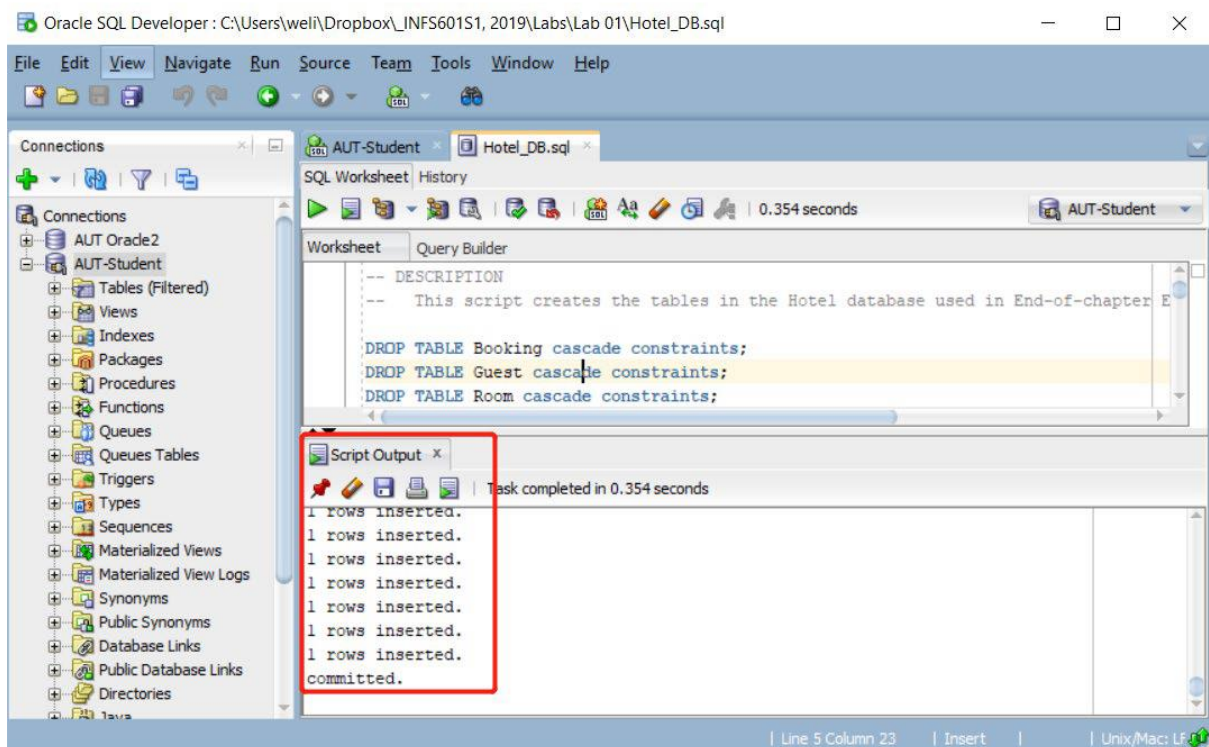 Oracle SQL Developer : C:\Users\weli\Dropbox\_INFS601S1, 2019\Labs\Lab 01\Hotel_DB.sql
File Edit View Navigate Run Source Team Tools Window Help
Connections
AUT-Student
Hotel_DB.sql
SQL Worksheet History
0.354 seconds
AUT-Student
Worksheet Query Builder
Connections
AUT Oracle2
AUT-Student
Tables (Filtered)
Views
Indexes
Packages
Procedures
Functions
Queues
Queues Tables
Triggers
Types
Sequences
Materialized Views
Materialized View Logs
Synonyms
Public Synonyms
Database Links
Public Database Links
Directories
Java
-- DESCRIPTION
-- This script creates the tables in the Hotel database used in End-of-chapter E
DROP TABLE Booking cascade constraints;
DROP TABLE Guest cascade constraints;
DROP TABLE Room cascade constraints;
Script Output
Task completed in 0.354 seconds
1 rows inserted.
1 rows inserted.
1 rows inserted.
1 rows inserted.
1 rows inserted.
1 rows inserted.
1 rows inserted.
committed.
Line 5 Column 23 | Insert | | Unix/Mac: LF